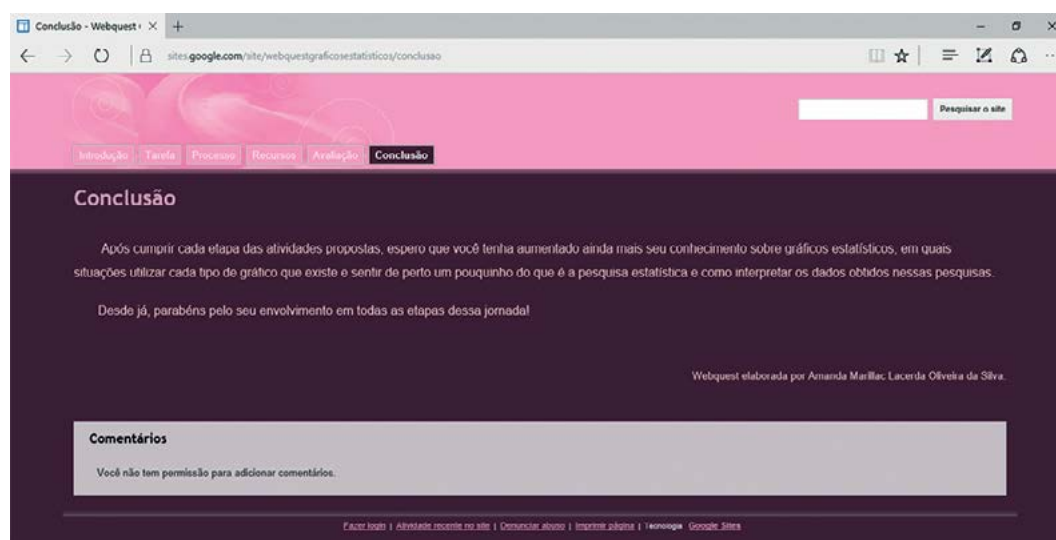 Conclusão - Webquest
sites.google.com/site/webquestgraficosestatisticos/conclusao
Pesquisar o site
Introdução Tarefa Processo Recursos Avaliação Conclusão
Conclusão
Após cumprir cada etapa das atividades propostas, espero que você tenha aumentado ainda mais seu conhecimento sobre gráficos estatísticos, em quais
situações utilizar cada tipo de gráfico que existe e sentir de perto um pouquinho do que é a pesquisa estatística e como interpretar os dados obtidos nessas pesquisas.
Desde já, parabéns pelo seu envolvimento em todas as etapas dessa jornada!
Webquest elaborada por Amanda Marillac Lacerda Oliveira da Silva.
Comentários
Você não tem permissão para adicionar comentários.
Fazer login | Atividade recente no site | Denunciar abuso | Imprimir página | Tecnologia Google Sites